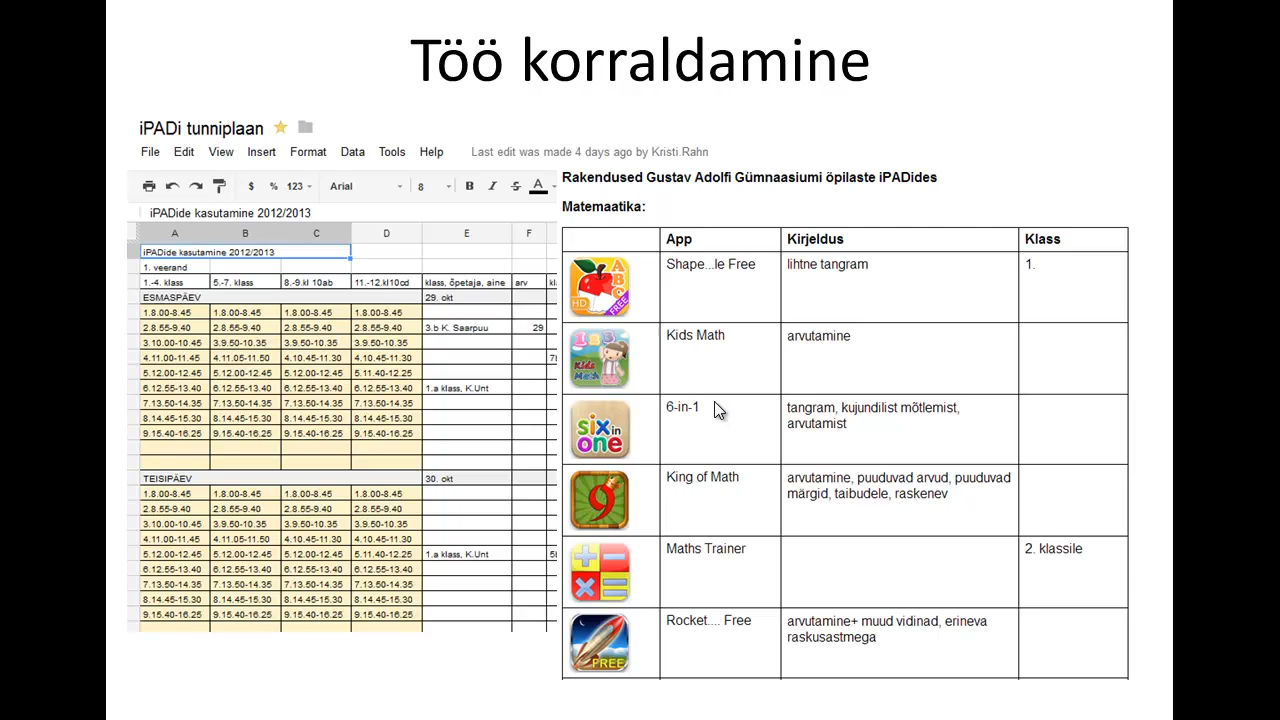 Töö korraldamine
iPADi tunniplaan
File Edit View Insert Format Data Tools Help Last edit was made 4 days ago by Kristi.Rahn
$ % 123 Arial 8 B I S A
iPADide kasutamine 2012/2013
A B C D E F
iPADide kasutamine 2012/2013
1. veerand
1.-4. klass 5.-7. klass 8.-9.kl 10ab 11.-12.kl10cd klass, õpetaja, aine arv
ESMASPÄEV 29. okt
1.8.00-8.45 1.8.00-8.45 1.8.00-8.45 1.8.00-8.45
2.8.55-9.40 2.8.55-9.40 2.8.55-9.40 2.8.55-9.40 3.b K. Saarpuu 29
3.10.00-10.45 3.9.50-10.35 3.9.50-10.35 3.9.50-10.35
4.11.00-11.45 4.11.05-11.50 4.10.45-11.30 4.10.45-11.30
5.12.00-12.45 5.12.00-12.45 5.12.00-12.45 5.11.40-12.25
6.12.55-13.40 6.12.55-13.40 6.12.55-13.40 6.12.55-13.40 1.a klass, K.Unt
7.13.50-14.35 7.13.50-14.35 7.13.50-14.35 7.13.50-14.35
8.14.45-15.30 8.14.45-15.30 8.14.45-15.30 8.14.45-15.30
9.15.40-16.25 9.15.40-16.25 9.15.40-16.25 9.15.40-16.25
TEISIPÄEV 30. okt
1.8.00-8.45 1.8.00-8.45 1.8.00-8.45 1.8.00-8.45
2.8.55-9.40 2.8.55-9.40 2.8.55-9.40 2.8.55-9.40
3.10.00-10.45 3.9.50-10.35 3.9.50-10.35 3.9.50-10.35
4.11.00-11.45 4.11.05-11.50 4.10.45-11.30 4.10.45-11.30
5.12.00-12.45 5.12.00-12.45 5.12.00-12.45 5.11.40-12.25 1.a klass, K.Unt
6.12.55-13.40 6.12.55-13.40 6.12.55-13.40 6.12.55-13.40
7.13.50-14.35 7.13.50-14.35 7.13.50-14.35 7.13.50-14.35
8.14.45-15.30 8.14.45-15.30 8.14.45-15.30 8.14.45-15.30
9.15.40-16.25 9.15.40-16.25 9.15.40-16.25 9.15.40-16.25
Rakendused Gustav Adolfi Gümnaasiumi õpilaste iPADides
Matemaatika:
App Kirjeldus Klass
HD ABC FREE
Shape...le Free lihtne tangram 1.
123 Kids Math
Kids Math arvutamine
six in one
6-in-1 tangram, kujundilist mõtlemist,
arvutamist
9
King of Math arvutamine, puuduvad arvud, puuduvad
märgid, taibudele, raskenev
Maths Trainer 2. klassile
FREE
Rocket.... Free arvutamine+ muud vidinad, erineva
raskusastmega